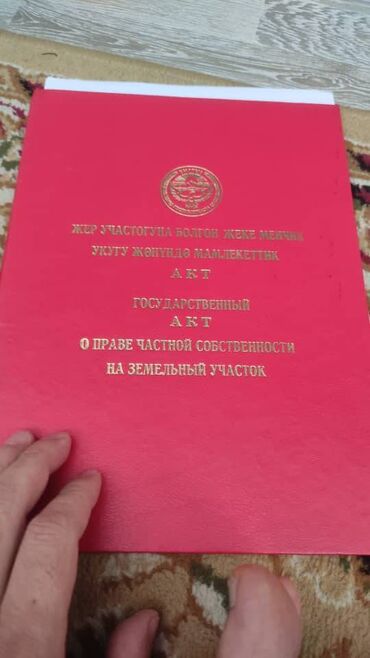 ЖЕР УЧАСТОГУНА БОЛГОН ЖЕКЕ МЕНЧИК
УКУГУ ЖӨНҮНДӨ МАМЛЕКЕТТИК
АКТ
ГОСУДАРСТВЕННЫЙ
АКТ
О ПРАВЕ ЧАСТНОЙ СОБСТВЕННОСТИ
НА ЗЕМЕЛЬНЫЙ УЧАСТОК